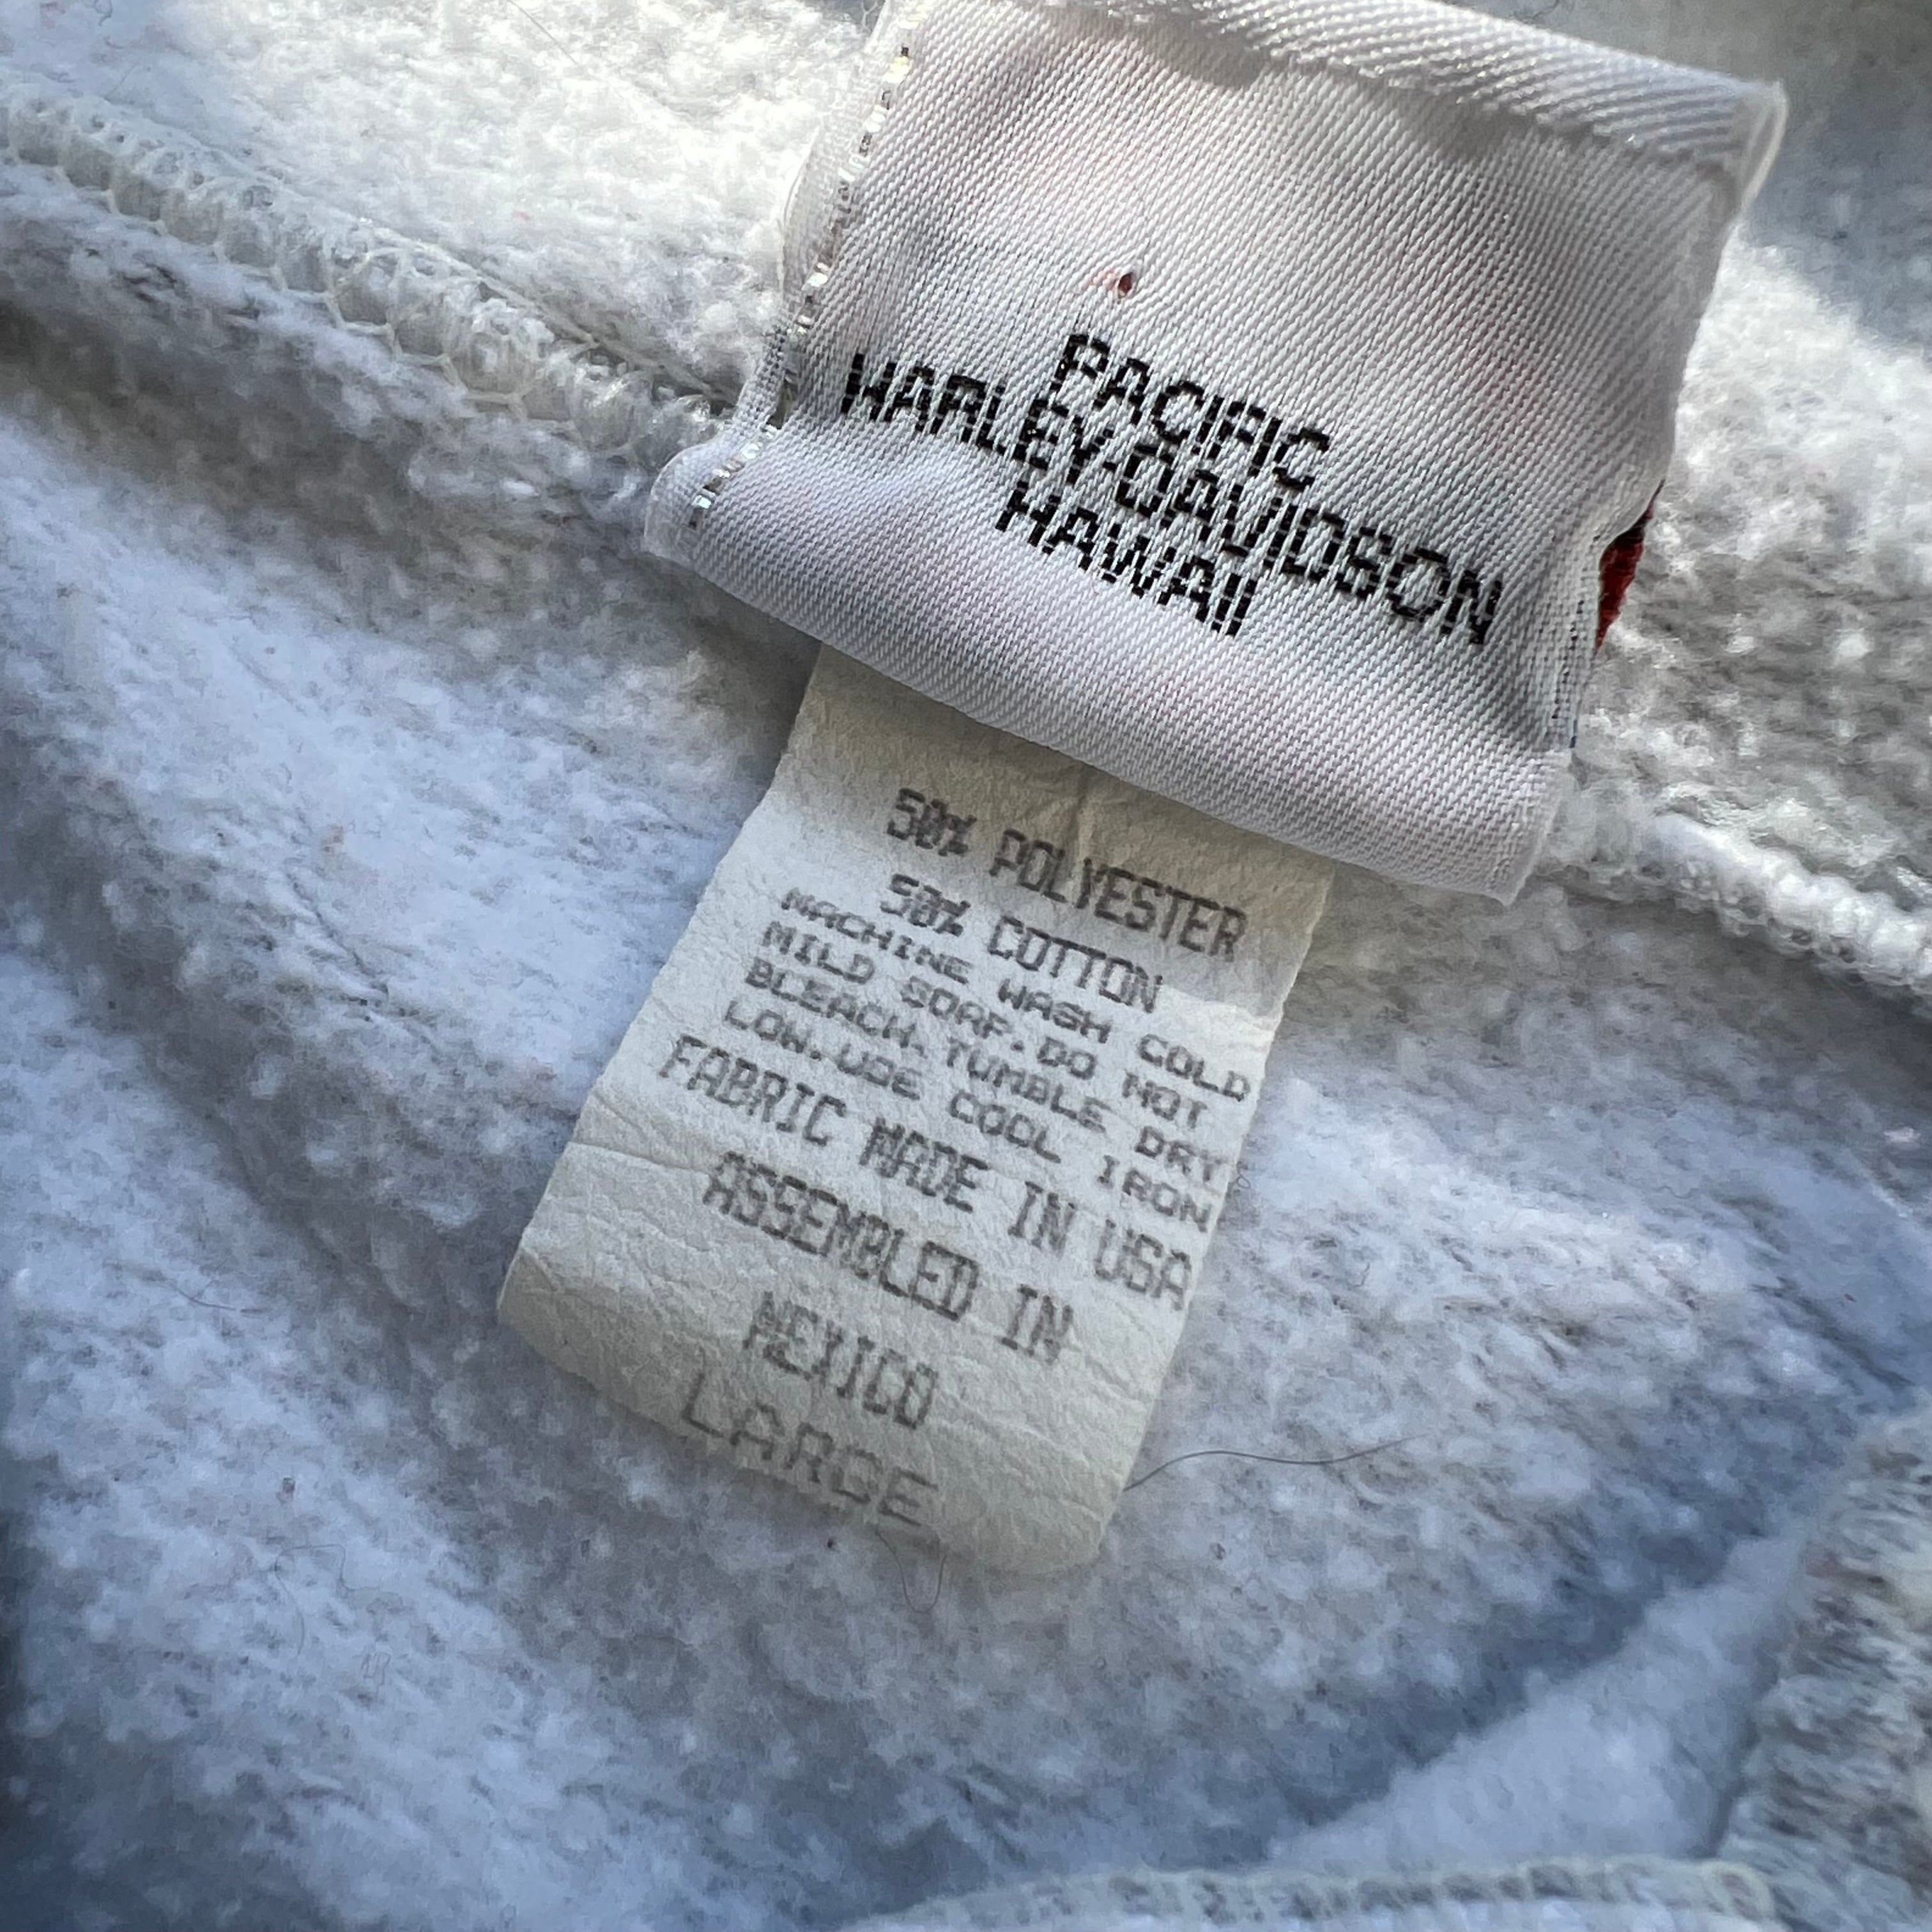 PACIFIC
HARLEY-DAVIDSON
HAWAII
50% POLYESTER
50% COTTON
MACHINE WASH COLD
MILD SOAP.DO NOT
BLEACH.TUMBLE DRY
LOW.USE COOL IRON
FABRIC MADE IN USA
ASSEMBLED IN
MEXICO
LARGE